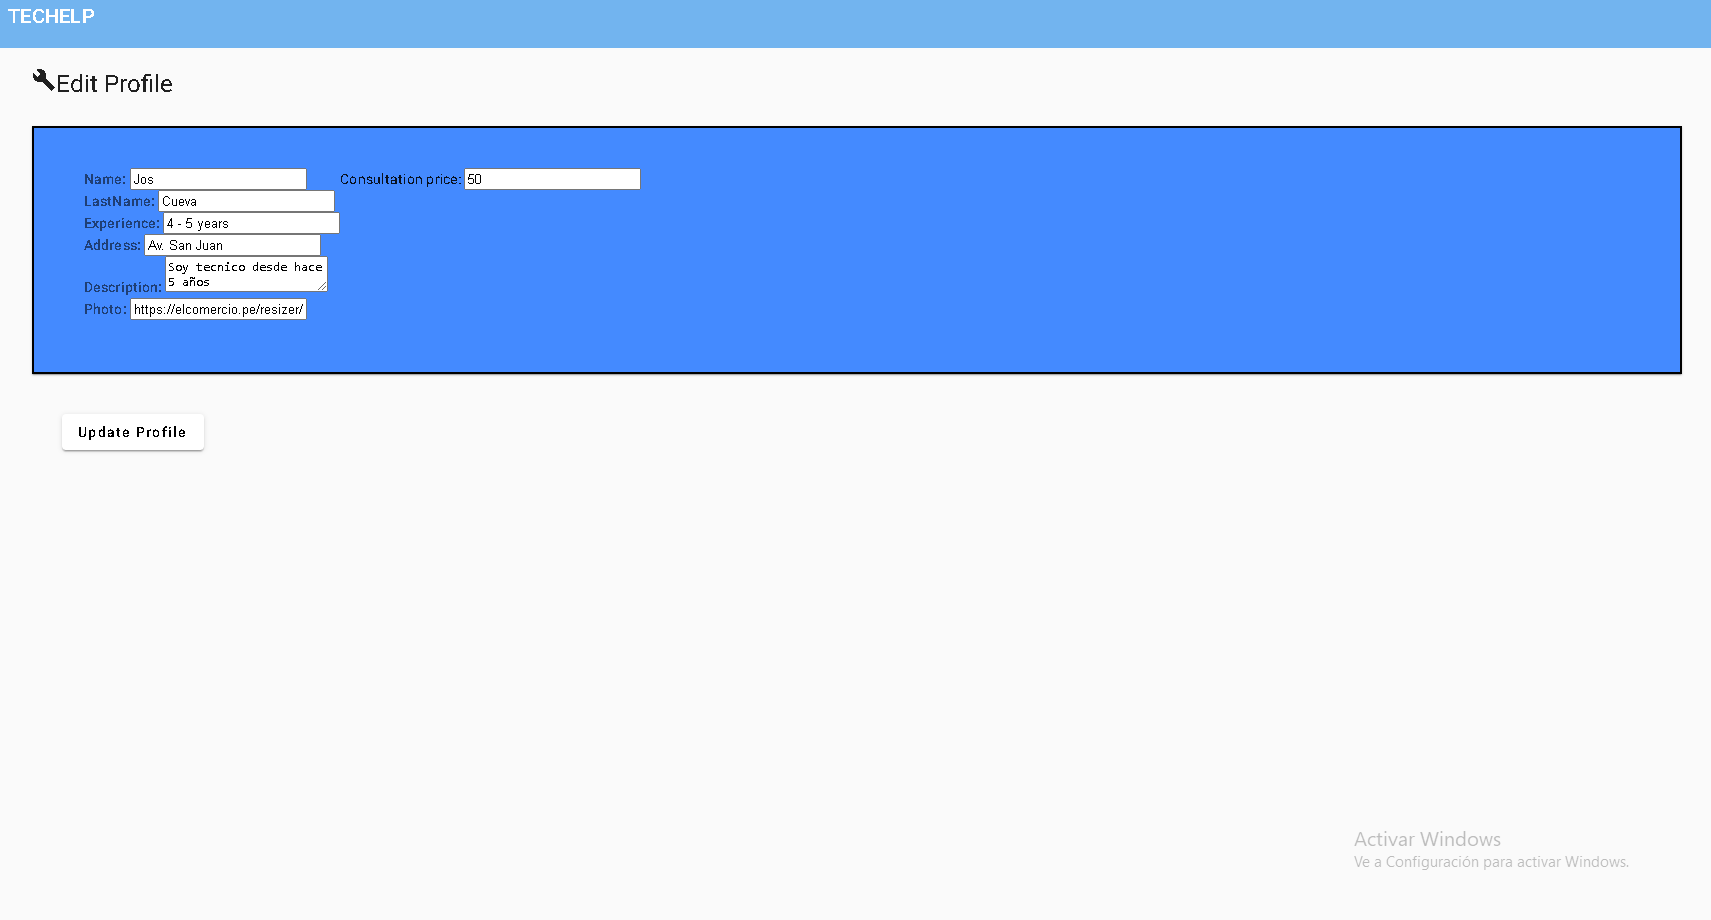 TECHELP
Edit Profile
Name: Jos
Consultation price: 50
LastName: Cueva
Experience: 4 - 5 years
Address: Av. San Juan
Description: Soy tecnico desde hace
5 años
Photo: https://elcomercio.pe/resizer/
Update Profile
Activar Windows
Ve a Configuración para activar Windows.